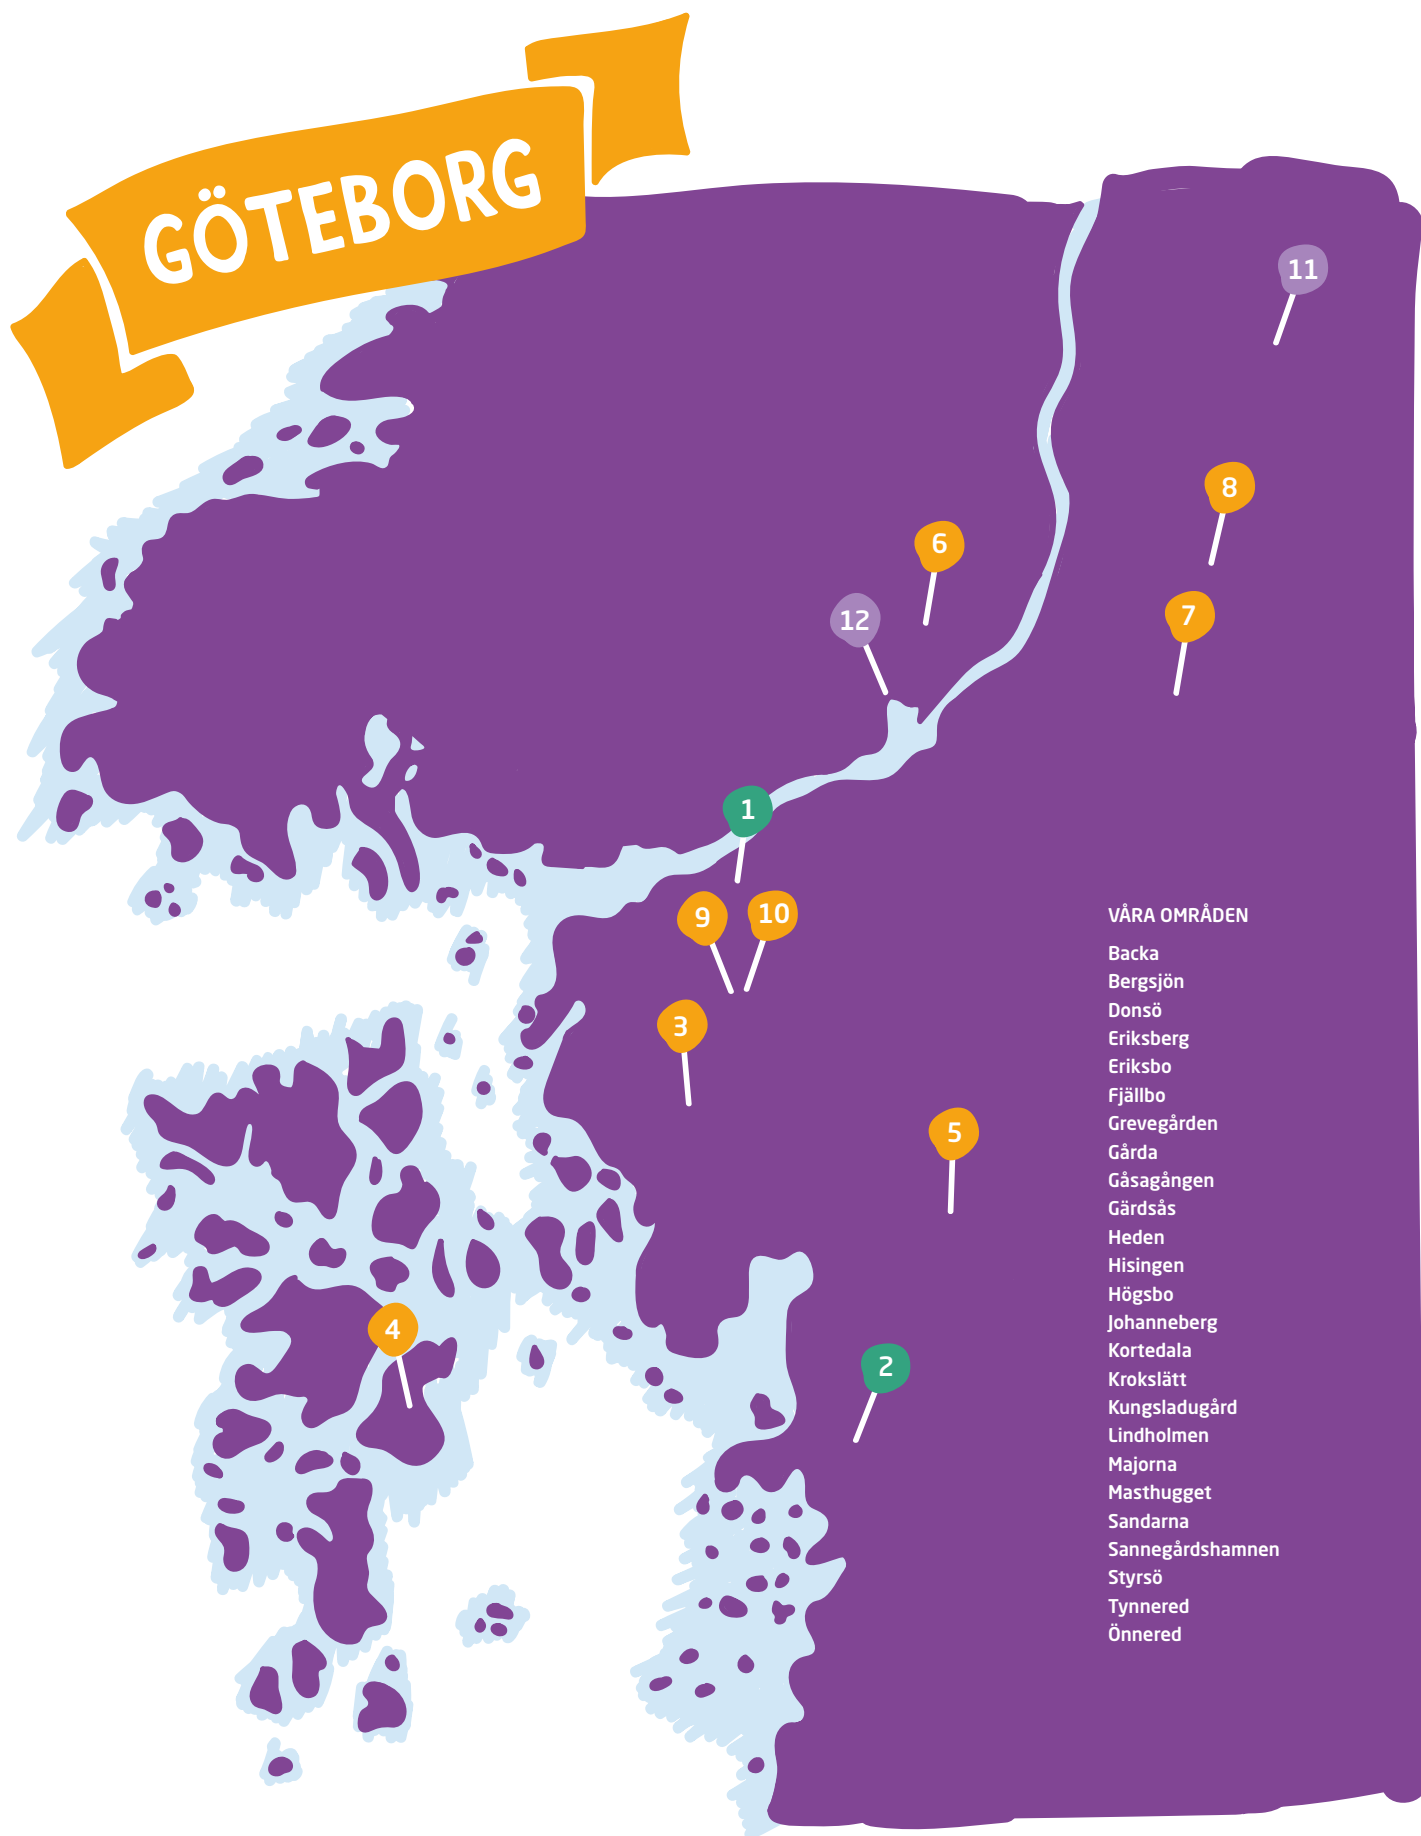 GÖTEBORG
11
8
6
7
12
1
9
10
3
5
4
2
VÅRA OMRÅDEN
Backa
Bergsjön
Donsö
Eriksberg
Eriksbo
Fjällbo
Grevegården
Gårda
Gåsagången
Gärdsås
Heden
Hisingen
Högsbo
Johanneberg
Kortedala
Krokslätt
Kungsladugård
Lindholmen
Majorna
Masthugget
Sandarna
Sannegårdshamnen
Styrsö
Tynnered
Önnered